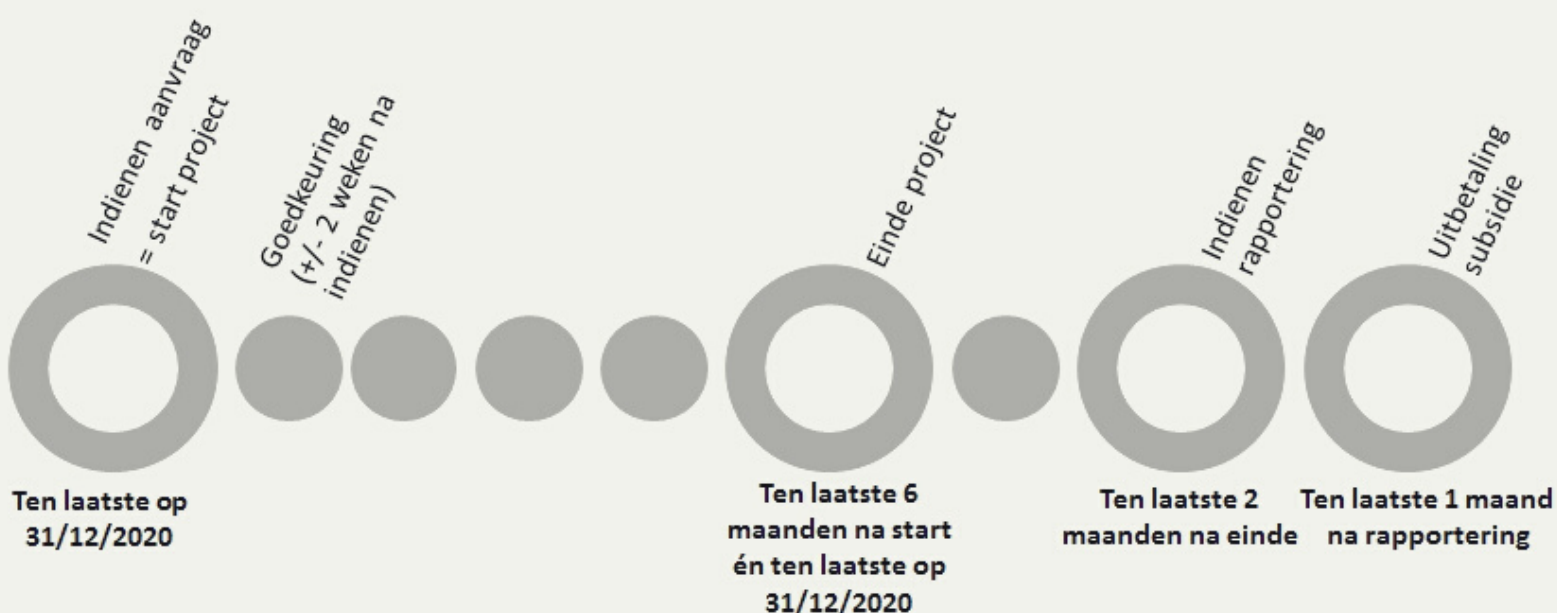 Indienen aanvraag
= start project
Goedkeuring
(+/- 2 weken na
indienen)
Einde project
Indienen
rapportering
Uitbetaling
subsidie
Ten laatste op
31/12/2020
Ten laatste 6
maanden na start
én ten laatste op
31/12/2020
Ten laatste 2
maanden na einde
Ten laatste 1 maand
na rapportering